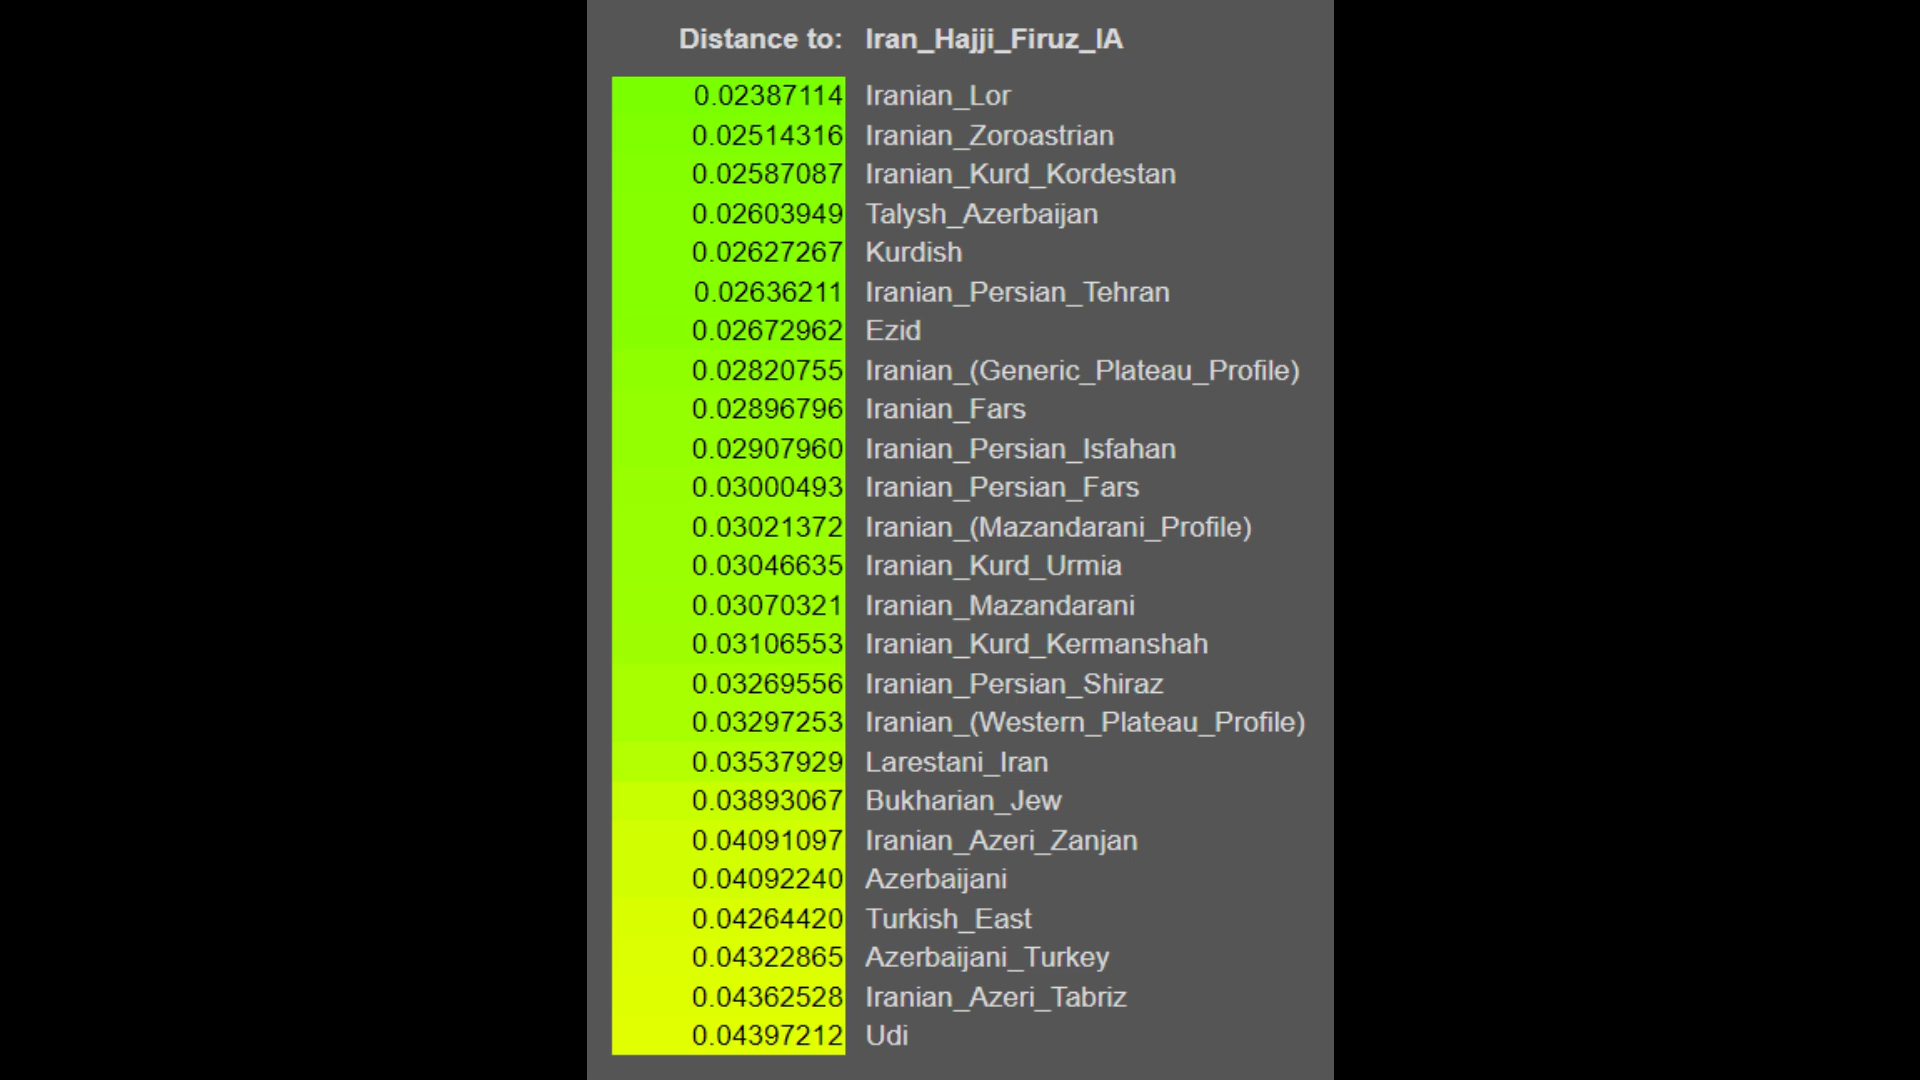 Distance to: Iran_Hajji_Firuz_IA
0.02387114 Iranian_Lor
0.02514316 Iranian_Zoroastrian
0.02587087 Iranian_Kurd_Kordestan
0.02603949 Talysh_Azerbaijan
0.02627267 Kurdish
0.02636211 Iranian_Persian_Tehran
0.02672962 Ezid
0.02820755 Iranian_(Generic_Plateau_Profile)
0.02896796 Iranian_Fars
0.02907960 Iranian_Persian_Isfahan
0.03000493 Iranian_Persian_Fars
0.03021372 Iranian_(Mazandarani_Profile)
0.03046635 Iranian_Kurd_Urmia
0.03070321 Iranian_Mazandarani
0.03106553 Iranian_Kurd_Kermanshah
0.03269556 Iranian_Persian_Shiraz
0.03297253 Iranian_(Western_Plateau_Profile)
0.03537929 Larestani_Iran
0.03893067 Bukharian_Jew
0.04091097 Iranian_Azeri_Zanjan
0.04092240 Azerbaijani
0.04264420 Turkish_East
0.04322865 Azerbaijani_Turkey
0.04362528 Iranian_Azeri_Tabriz
0.04397212 Udi